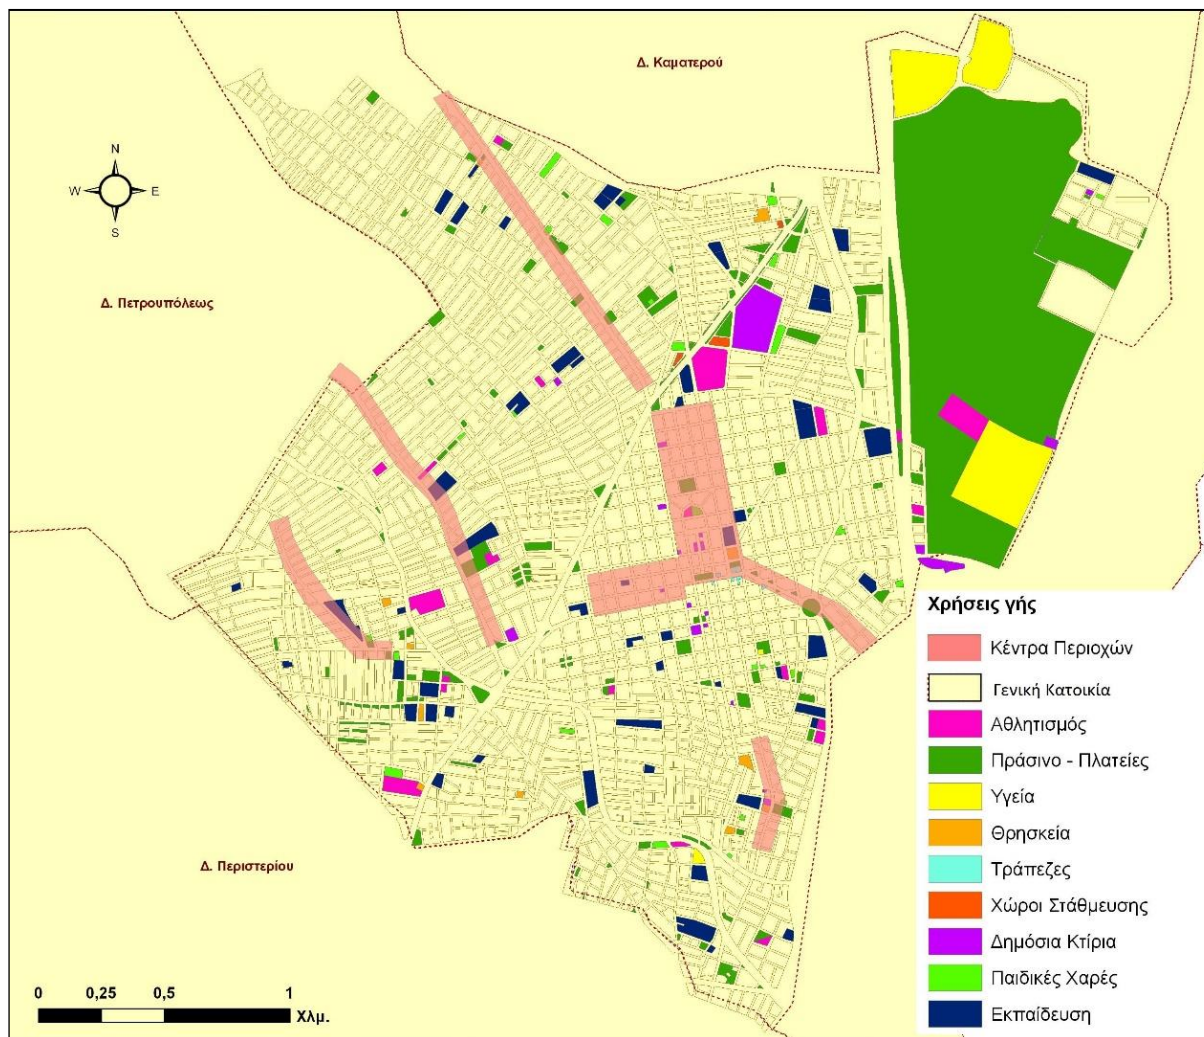 Δ. Καματερού
N
W E
S
Δ. Πετρουπόλεως
Δ. Περιστερίου
Χρήσεις γής
Κέντρα Περιοχών
Γενική Κατοικία
Αθλητισμός
Πράσινο - Πλατείες
Υγεία
Θρησκεία
Τράπεζες
Χώροι Στάθμευσης
Δημόσια Κτίρια
Παιδικές Χαρές
Εκπαίδευση
0 0,25 0,5 1
Χλμ.